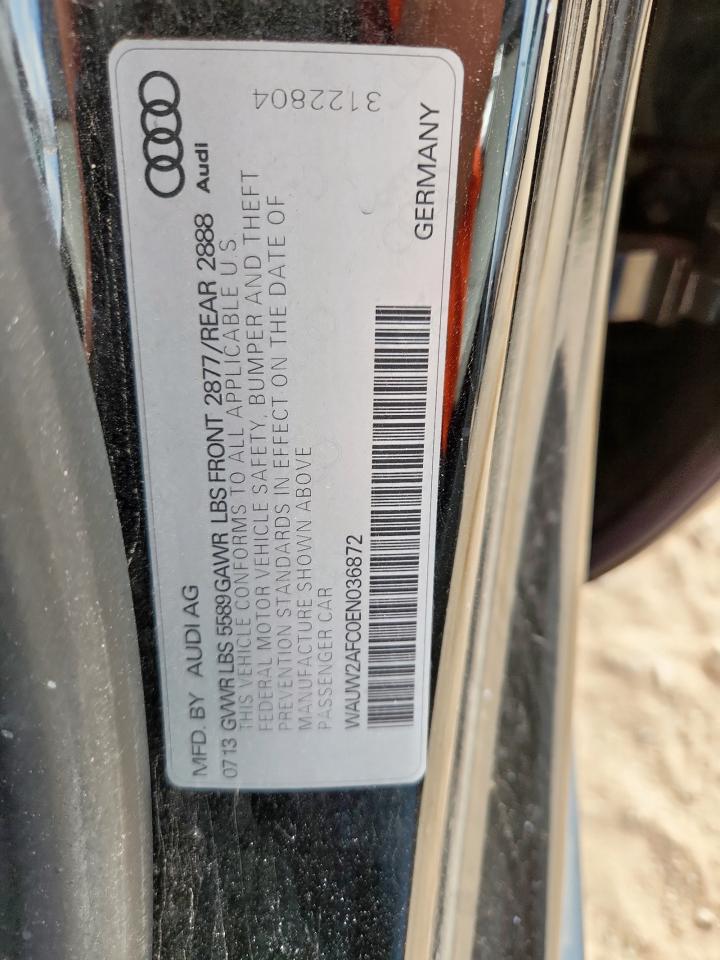 MFD. BY AUDI AG
07 13 GVWR LBS 5589 GAWR LBS FRONT 2877/REAR 2888
THIS VEHICLE CONFORMS TO ALL APPLICABLE U S
FEDERAL MOTOR VEHICLE SAFETY, BUMPER AND THEFT
PREVENTION STANDARDS IN EFFECT ON THE DATE OF
MANUFACTURE SHOWN ABOVE
PASSENGER CAR
WAUW2AFC0EN036872
Audi
GERMANY
3122804